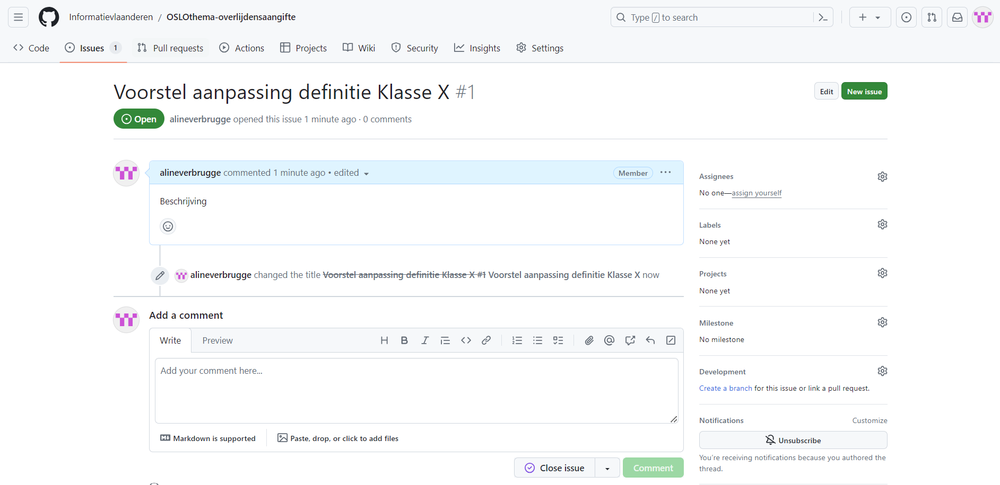 Informatievlaanderen / OSLOthema-overlijdensaangifte
Type / to search
Code
Issues 1
Pull requests
Actions
Projects
Wiki
Security
Insights
Settings
Voorstel aanpassing definitie Klasse X #1
Edit
New issue
Open
alineverbrugge opened this issue 1 minute ago · 0 comments
alineverbrugge commented 1 minute ago • edited
Member
Beschrijving
alineverbrugge changed the title Voorstel aanpassing definitie Klasse X #1 Voorstel aanpassing definitie Klasse X now
Add a comment
Write
Preview
Add your comment here...
Markdown is supported
Paste, drop, or click to add files
Close issue
Comment
Assignees
No one—assign yourself
Labels
None yet
Projects
None yet
Milestone
No milestone
Development
Create a branch for this issue or link a pull request.
Notifications
Customize
Unsubscribe
You're receiving notifications because you authored the
thread.